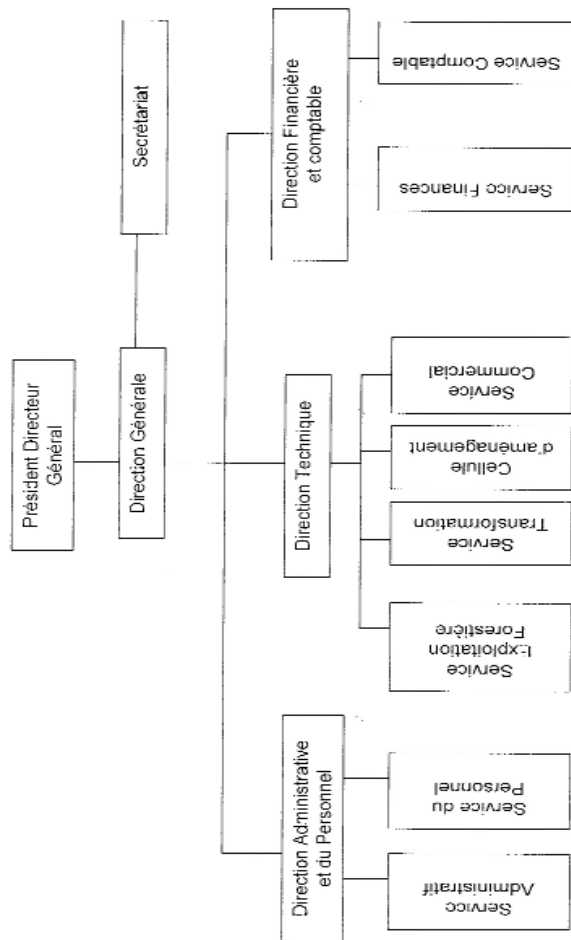 Président Directeur
Général
Direction Générale
Secrétariat
Direction Administrative
et du Personnel
Direction Technique
Direction Financière
et comptable
Service
Administratif
Service du
Personnel
Service
Exploitation
Forestière
Service
Transformation
Cellule
d'aménagement
Service
Commercial
Service Finances
Service Comptable